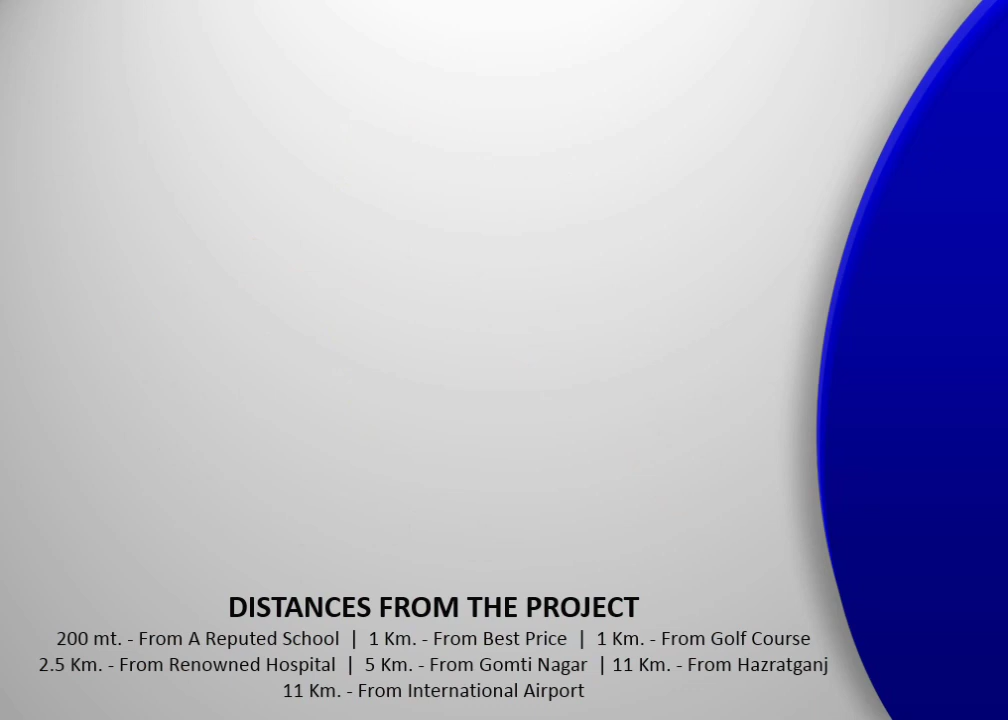 DISTANCES FROM THE PROJECT
200 mt. - From A Reputed School | 1 Km. - From Best Price | 1 Km. - From Golf Course
2.5 Km. - From Renowned Hospital | 5 Km. - From Gomti Nagar | 11 Km. - From Hazratganj
11 Km. - From International Airport